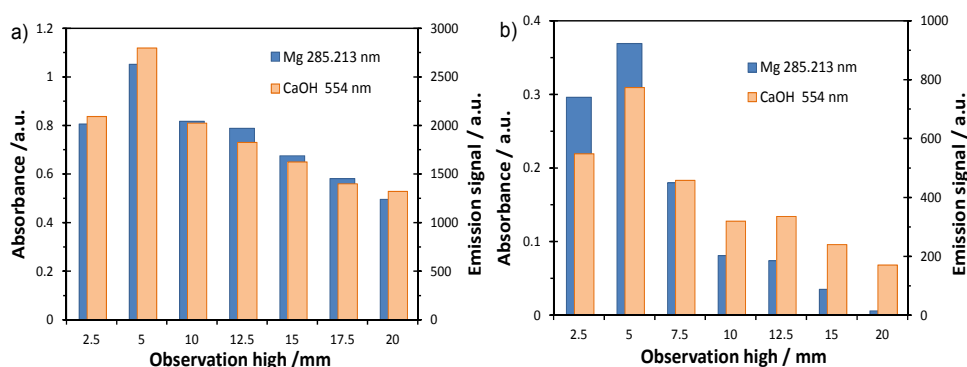 a)
Mg 285.213 nm
CaOH 554 nm
Absorbance / a.u.
Emission signal / a.u.
1.2
1
0.8
0.6
0.4
0.2
0
3000
2500
2000
1500
1000
500
0
2.5 5 10 12.5 15 17.5 20
Observation high /mm
b)
Mg 285.213 nm
CaOH 554 nm
Absorbance / a.u.
Emission signal / a.u.
0.4
0.3
0.2
0.1
0
1000
800
600
400
200
0
2.5 5 7.5 10 12.5 15 20
Observation high /mm